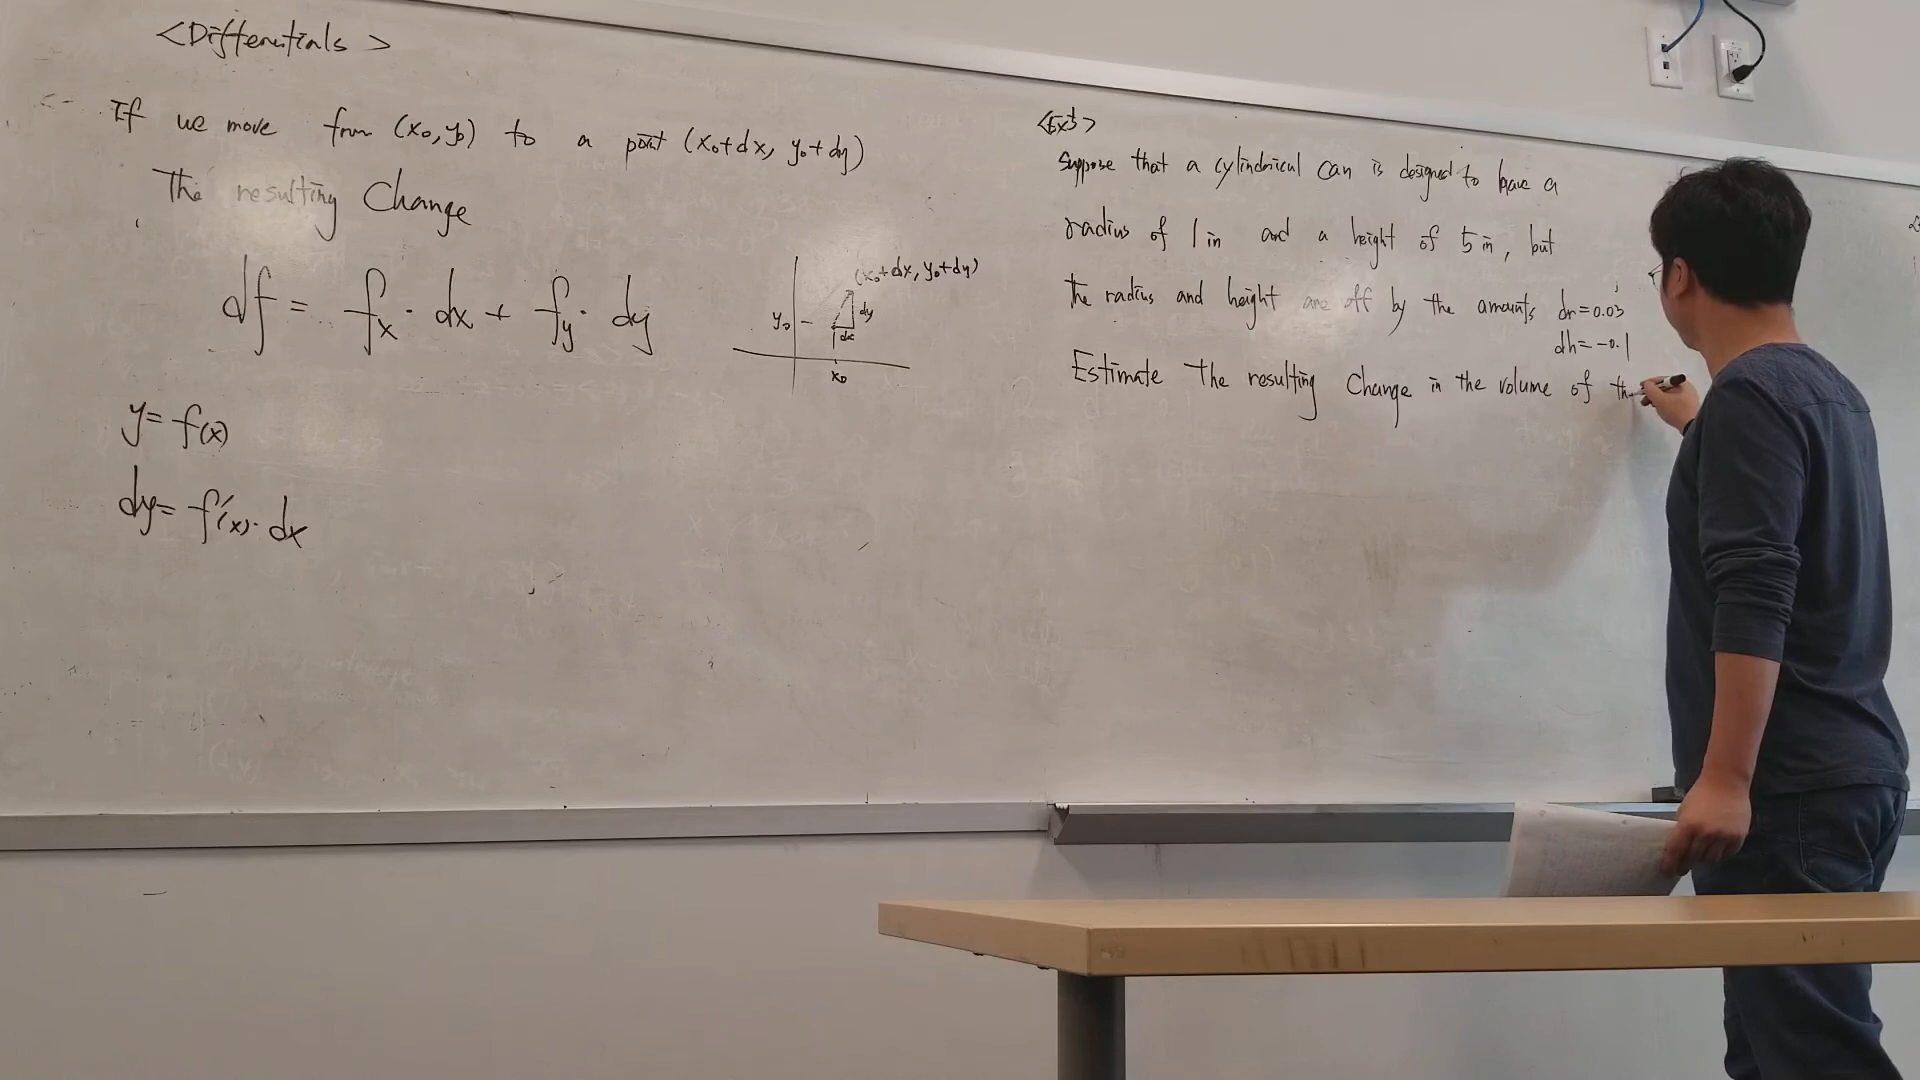 <Differentials>
If we move from (x₀, y₀) to a point (x₀+dx, y₀+dy)
The resulting Change
df = fₓ · dx + f_y · dy
(x₀+dx, y₀+dy)
dy
y₀
dx
x₀
y = f(x)
dy = f'(x) · dx
Suppose that a cylindrical can is designed to have a
radius of 1 in and a height of 5 in, but
the radius and height are off by the amounts dr = 0.03
dh = -0.1
Estimate The resulting Change in the volume of th